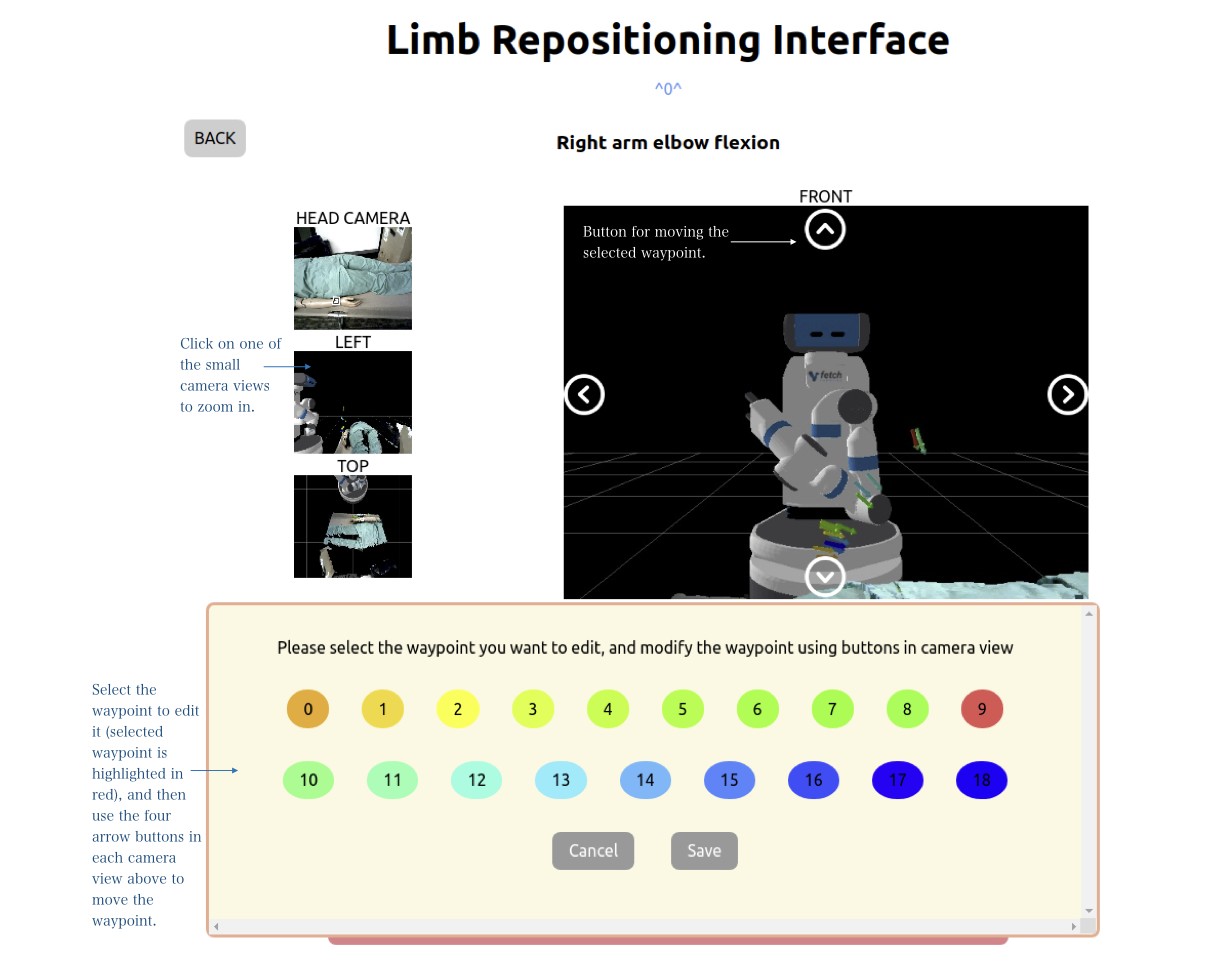 Limb Repositioning Interface
^0^
BACK
Right arm elbow flexion
FRONT
HEAD CAMERA
Button for moving the
selected waypoint.
fetch
Click on one of
the small
camera views
to zoom in.
LEFT
TOP
Please select the waypoint you want to edit, and modify the waypoint using buttons in camera view
0 1 2 3 4 5 6 7 8 9
10 11 12 13 14 15 16 17 18
Cancel Save
Select the
waypoint to edit
it (selected
waypoint is
highlighted in
red), and then
use the four
arrow buttons in
each camera
view above to
move the
waypoint.